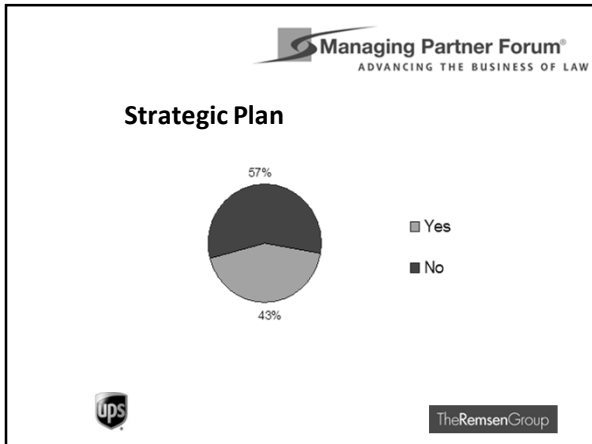 Managing Partner Forum®
ADVANCING THE BUSINESS OF LAW
Strategic Plan
57%
Yes
No
43%
ups
TheRemsenGroup